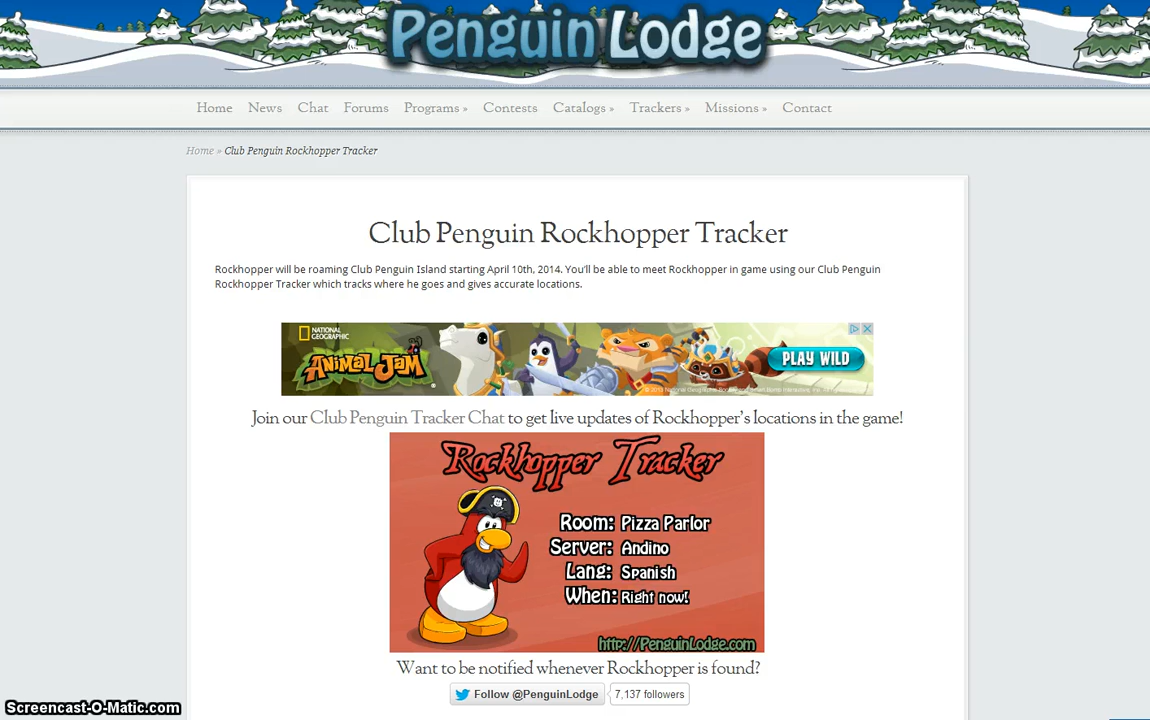 Penguin Lodge
Home News Chat Forums Programs » Contests Catalogs » Trackers » Missions » Contact
Home » Club Penguin Rockhopper Tracker
Club Penguin Rockhopper Tracker
Rockhopper will be roaming Club Penguin Island starting April 10th, 2014. You'll be able to meet Rockhopper in game using our Club Penguin
Rockhopper Tracker which tracks where he goes and gives accurate locations.
NATIONAL
GEOGRAPHIC
ANIMAL JAM
PLAY WILD
Join our Club Penguin Tracker Chat to get live updates of Rockhopper's locations in the game!
Rockhopper Tracker
Room: Pizza Parlor
Server: Andino
Lang: Spanish
When: Right now!
http://PenguinLodge.com
Want to be notified whenever Rockhopper is found?
Follow @PenguinLodge 7,137 followers
Screencast-O-Matic.com